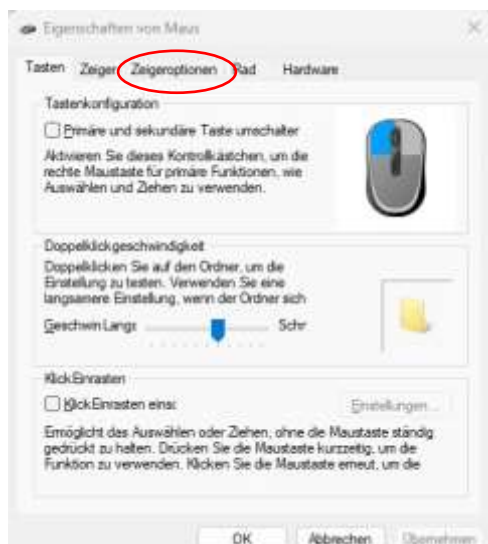 Eigenschaften von Maus
Tasten Zeiger Zeigeroptionen Rad Hardware
Tastenkonfiguration
Primäre und sekundäre Taste umschalter
Aktivieren Sie dieses Kontrollkästchen, um die
rechte Maustaste für primäre Funktionen, wie
Auswählen und Ziehen zu verwenden.
Doppelklickgeschwindigkeit
Doppelklicken Sie auf den Ordner, um die
Einstellung zu testen. Verwenden Sie eine
langsamere Einstellung, wenn der Ordner sich
Geschwin Langs Schr
KlickEinrasten
KlickEinrasten eins:
Einstellungen...
Ermöglicht das Auswählen oder Ziehen, ohne die Maustaste ständig
gedrückt zu halten. Drücken Sie die Maustaste kurzzeitig, um die
Funktion zu verwenden. Klicken Sie die Maustaste erneut, um die
OK Abbrechen Übernehmen